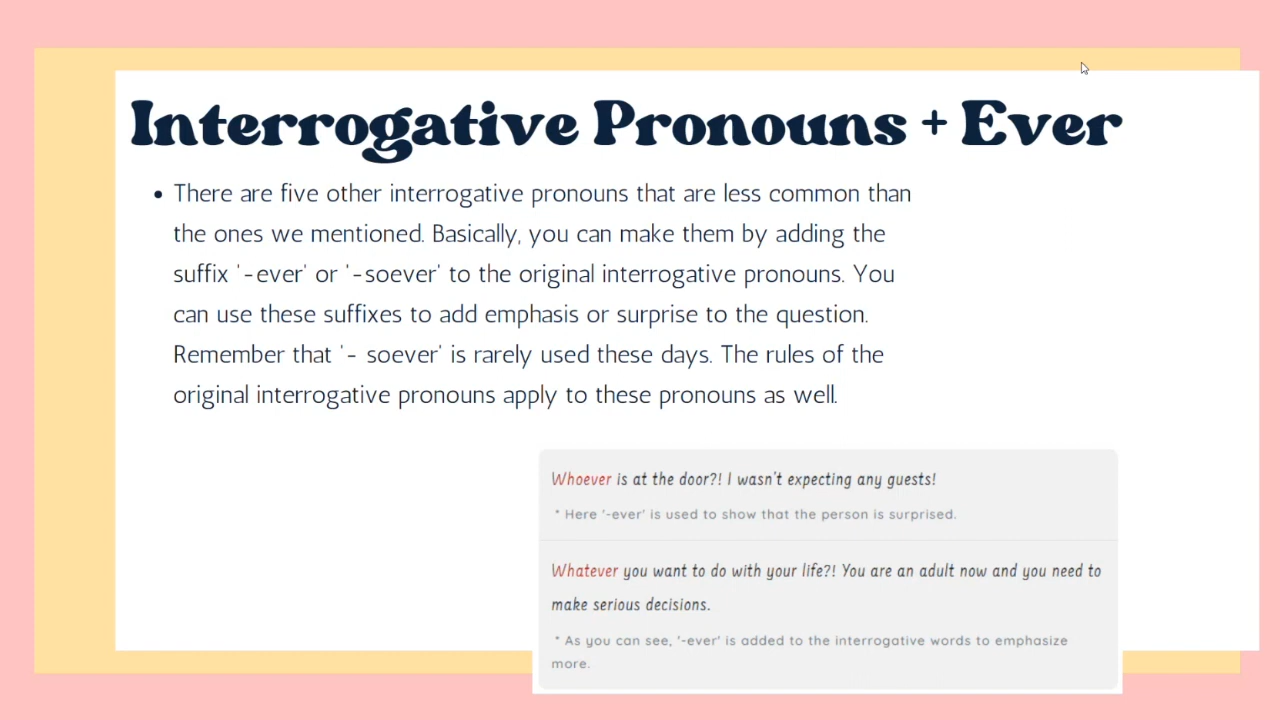 Interrogative Pronouns + Ever
• There are five other interrogative pronouns that are less common than
the ones we mentioned. Basically, you can make them by adding the
suffix '-ever' or '-soever' to the original interrogative pronouns. You
can use these suffixes to add emphasis or surprise to the question.
Remember that '- soever' is rarely used these days. The rules of the
original interrogative pronouns apply to these pronouns as well.
Whoever is at the door?! I wasn't expecting any guests!
* Here '-ever' is used to show that the person is surprised.
Whatever you want to do with your life?! You are an adult now and you need to
make serious decisions.
* As you can see, '-ever' is added to the interrogative words to emphasize
more.